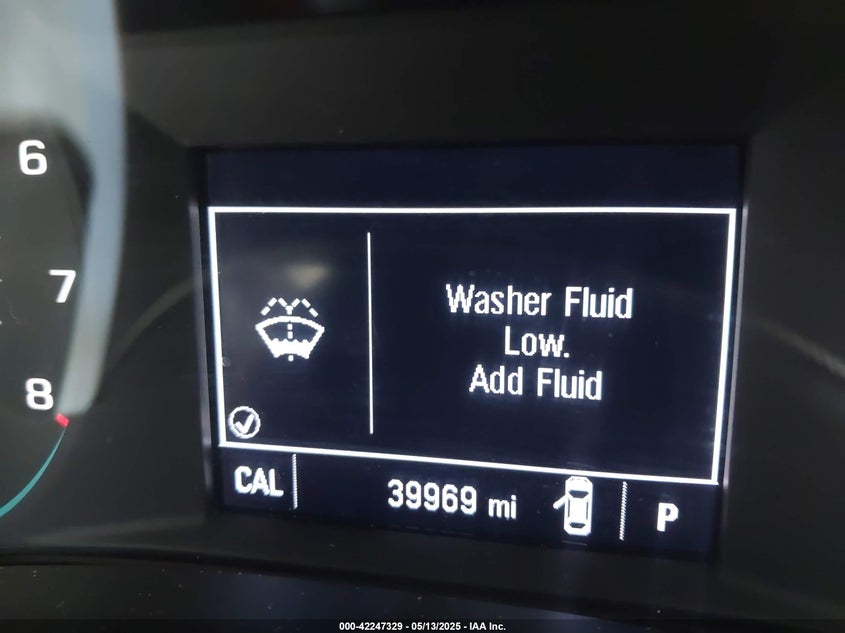 6
7
8
Washer Fluid
Low.
Add Fluid
CAL
39969 mi
P
000-42247329 - 05/13/2025 - IAA Inc.